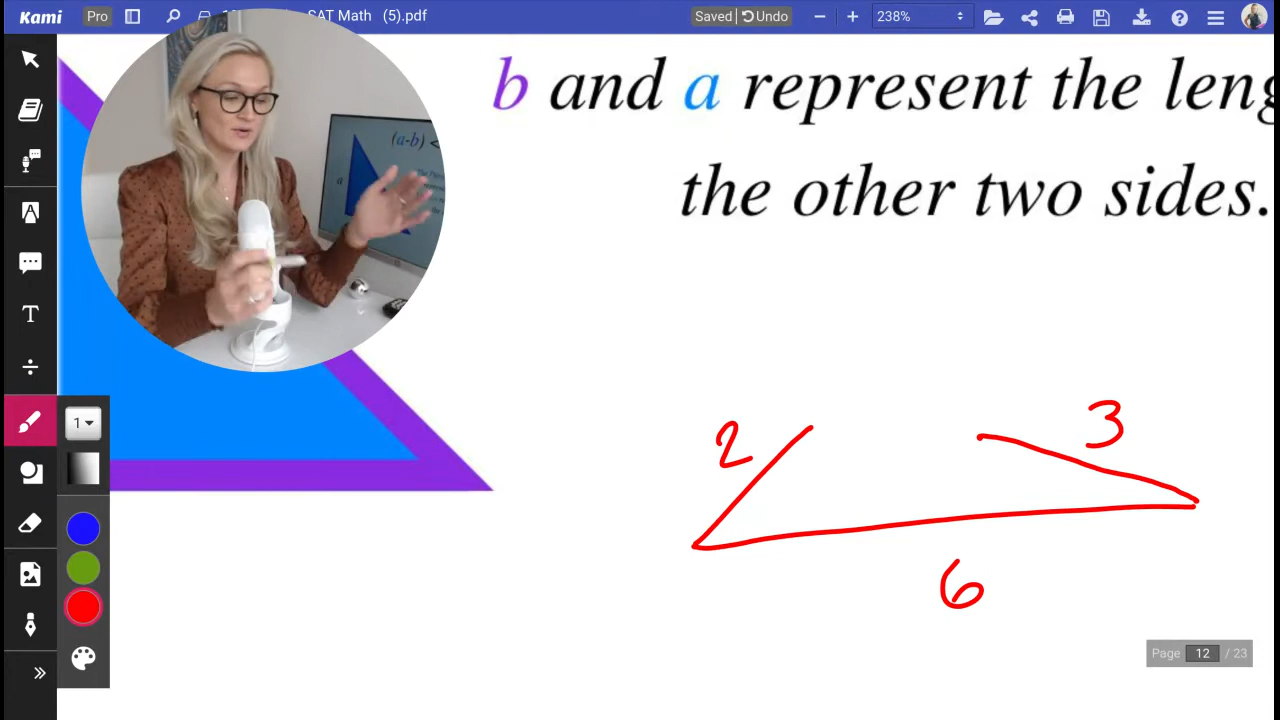 Kami Pro SAT Math (5).pdf Saved Undo 238%
b and a represent the leng
the other two sides.
(a-b) <
a
T
1
2
3
6
Page 12 / 23